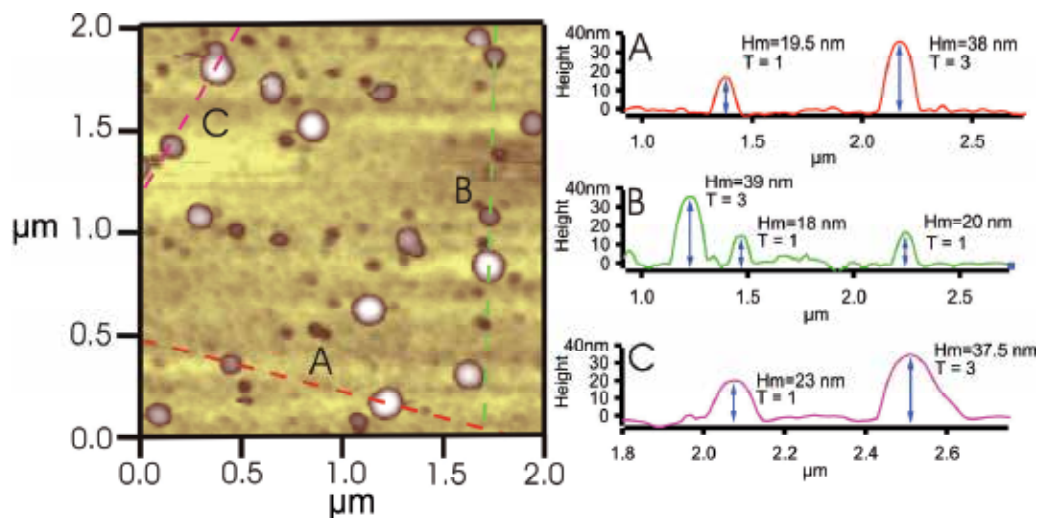 2.0
1.5
1.0
0.5
0.0
µm
0.0
0.5
1.0
1.5
2.0
µm
C
B
A
A
40nm
30
20
10
0
Height
Hm=19.5 nm
T = 1
Hm=38 nm
T = 3
1.0
1.5
2.0
2.5
µm
B
40nm
30
20
10
0
Height
Hm=39 nm
T = 3
Hm=18 nm
T = 1
Hm=20 nm
T = 1
1.0
1.5
2.0
2.5
µm
C
40nm
30
20
10
0
Height
Hm=23 nm
T = 1
Hm=37.5 nm
T = 3
1.8
2.0
2.2
2.4
2.6
µm